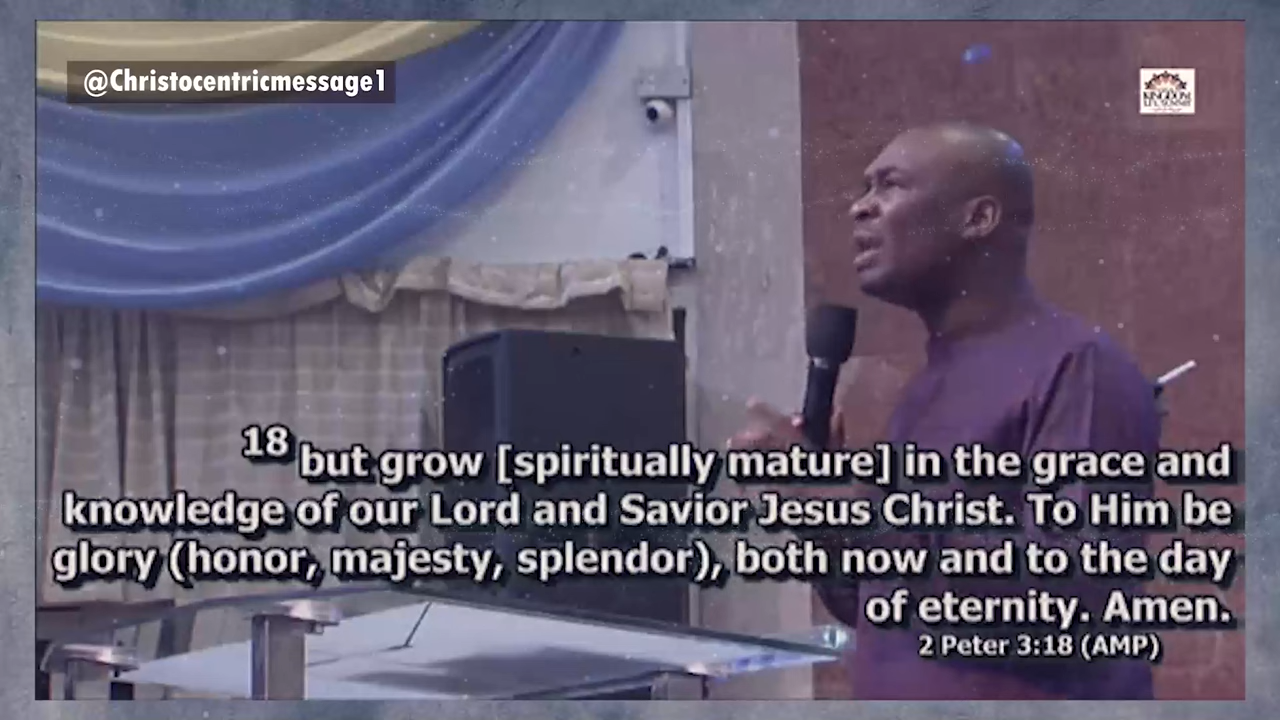 @Christocentricmessage1
KINGDOM
18 but grow [spiritually mature] in the grace and
knowledge of our Lord and Savior Jesus Christ. To Him be
glory (honor, majesty, splendor), both now and to the day
of eternity. Amen.
2 Peter 3:18 (AMP)